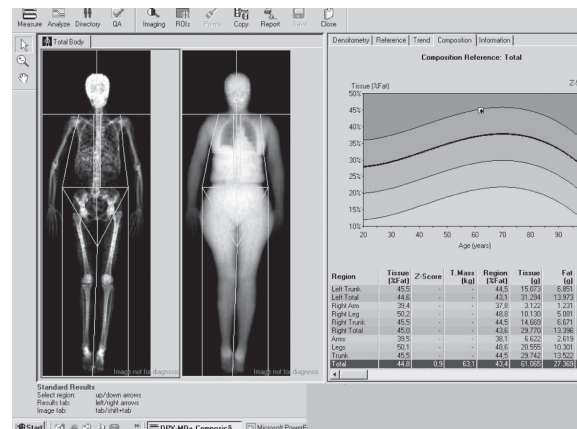 Measure Analyze Directory QA Imaging ROIs Points Copy Report Save Close
Total Body
Densitometry Reference Trend Composition Information
Composition Reference: Total
Tissue (%Fat)
50%
45%
40%
35%
30%
25%
20%
15%
10%
20 30 40 50 60 70 80 90
Age (years)
Region Tissue (%Fat) Z-Score T.Mass (kg) Region (%Fat) Tissue (g) Fat (g)
Left Trunk 45,5 - - 44,5 15.073 6.851
Left Total 44,6 - - 43,1 31.294 13.973
Right Arm 39,4 - - 37,8 3.122 1.231
Right Leg 50,2 - - 48,8 10.130 5.081
Right Trunk 45,5 - - 44,5 14.669 6.671
Right Total 45,0 - - 43,6 29.770 13.396
Arms 39,5 - - 38,1 6.622 2.619
Legs 50,1 - - 48,6 20.555 10.301
Trunk 45,5 - - 44,5 29.742 13.522
Total 44,8 0,9 63,1 43,4 61.065 27.369
Image not for diagnosis
Image not for diagnosis
Standard Results
Select region: up/down arrows
Results tab: left/right arrows
Image tab: tab/shift+tab
Start
Microsoft PowerP